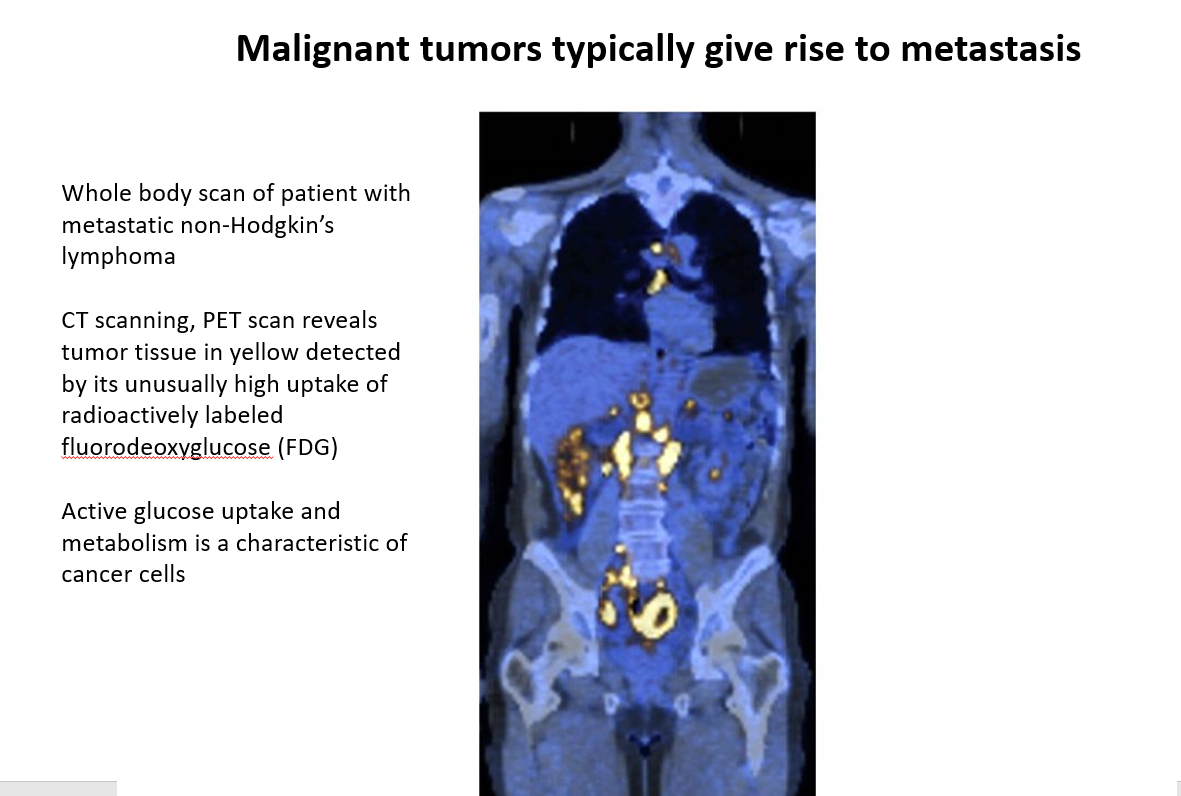 Malignant tumors typically give rise to metastasis
Whole body scan of patient with
metastatic non-Hodgkin’s
lymphoma
CT scanning, PET scan reveals
tumor tissue in yellow detected
by its unusually high uptake of
radioactively labeled
fluorodeoxyglucose (FDG)
Active glucose uptake and
metabolism is a characteristic of
cancer cells